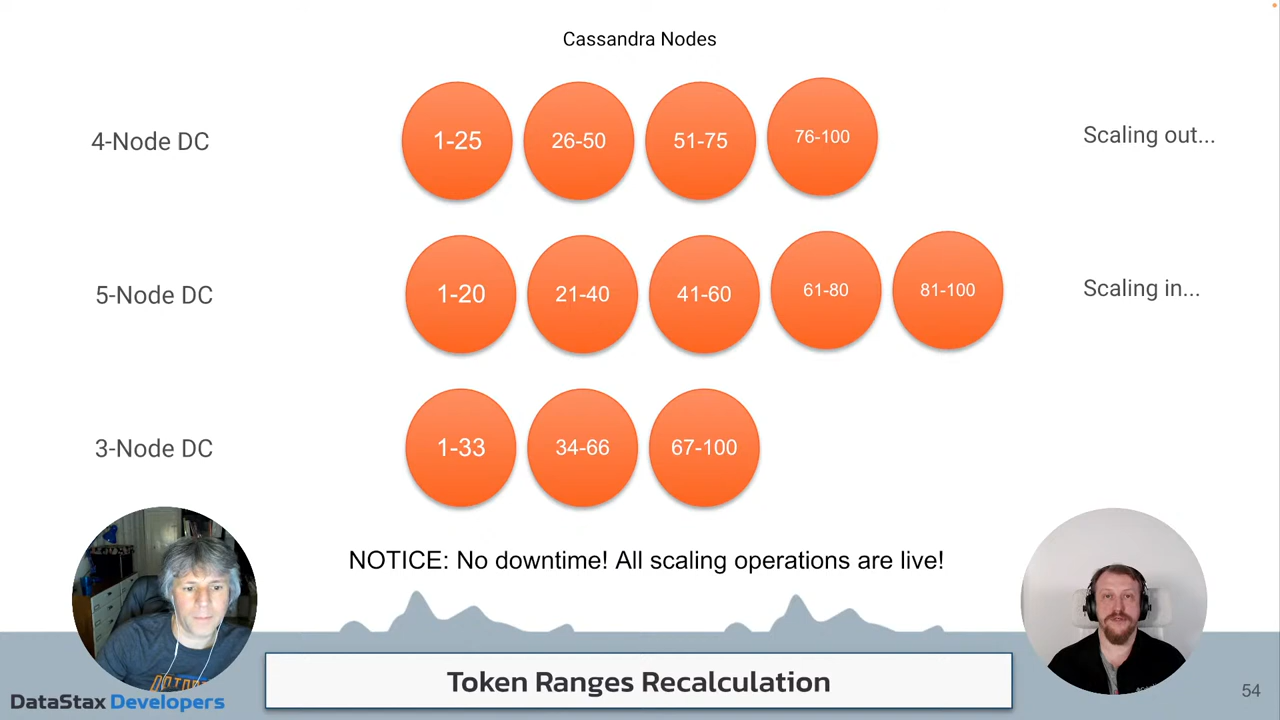 Cassandra Nodes
4-Node DC
1-25
26-50
51-75
76-100
Scaling out...
5-Node DC
1-20
21-40
41-60
61-80
81-100
Scaling in...
3-Node DC
1-33
34-66
67-100
NOTICE: No downtime! All scaling operations are live!
Token Ranges Recalculation
DataStax Developers
54